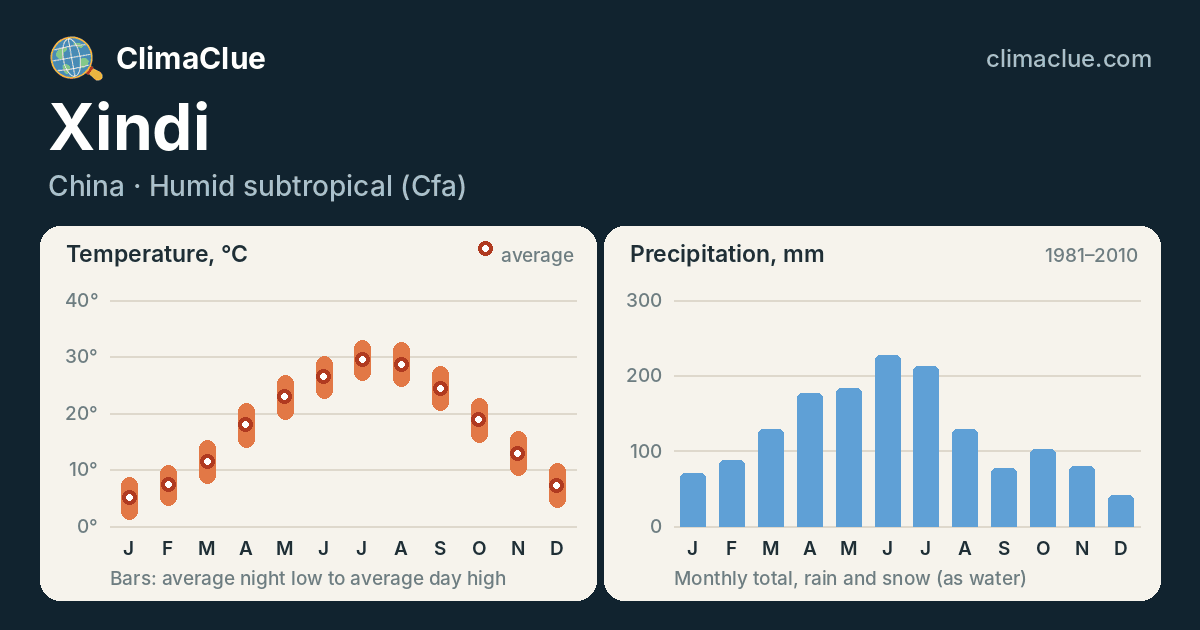 ClimaClue
climaclue.com
Xindi
China · Humid subtropical (Cfa)
Temperature, °C
average
40°
30°
20°
10°
0°
J F M A M J J A S O N D
Bars: average night low to average day high
Precipitation, mm
1981–2010
300
200
100
0
J F M A M J J A S O N D
Monthly total, rain and snow (as water)